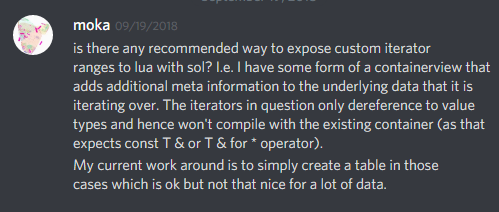 moka 09/19/2018
is there any recommended way to expose custom iterator
ranges to lua with sol? I.e. I have some form of a containerview that
adds additional meta information to the underlying data that it is
iterating over. The iterators in question only dereference to value
types and hence won't compile with the existing container (as that
expects const T & or T & for * operator).
My current work around is to simply create a table in those
cases which is ok but not that nice for a lot of data.